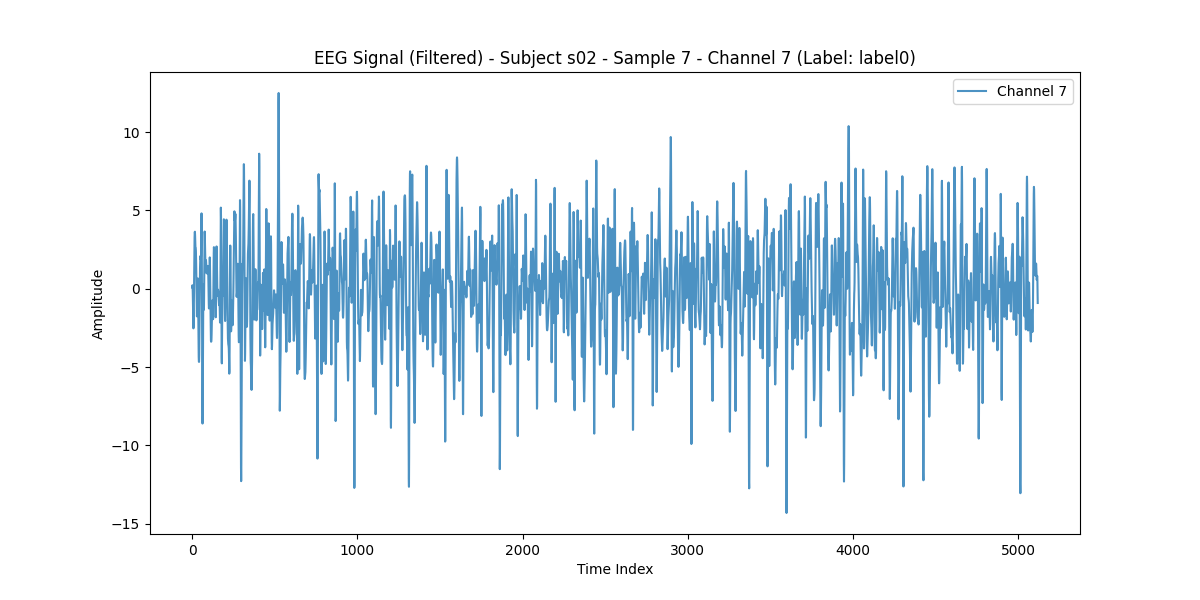 EEG Signal (Filtered) - Subject s02 - Sample 7 - Channel 7 (Label: label0)
Channel 7
Amplitude
10
5
0
−5
−10
−15
0 1000 2000 3000 4000 5000
Time Index